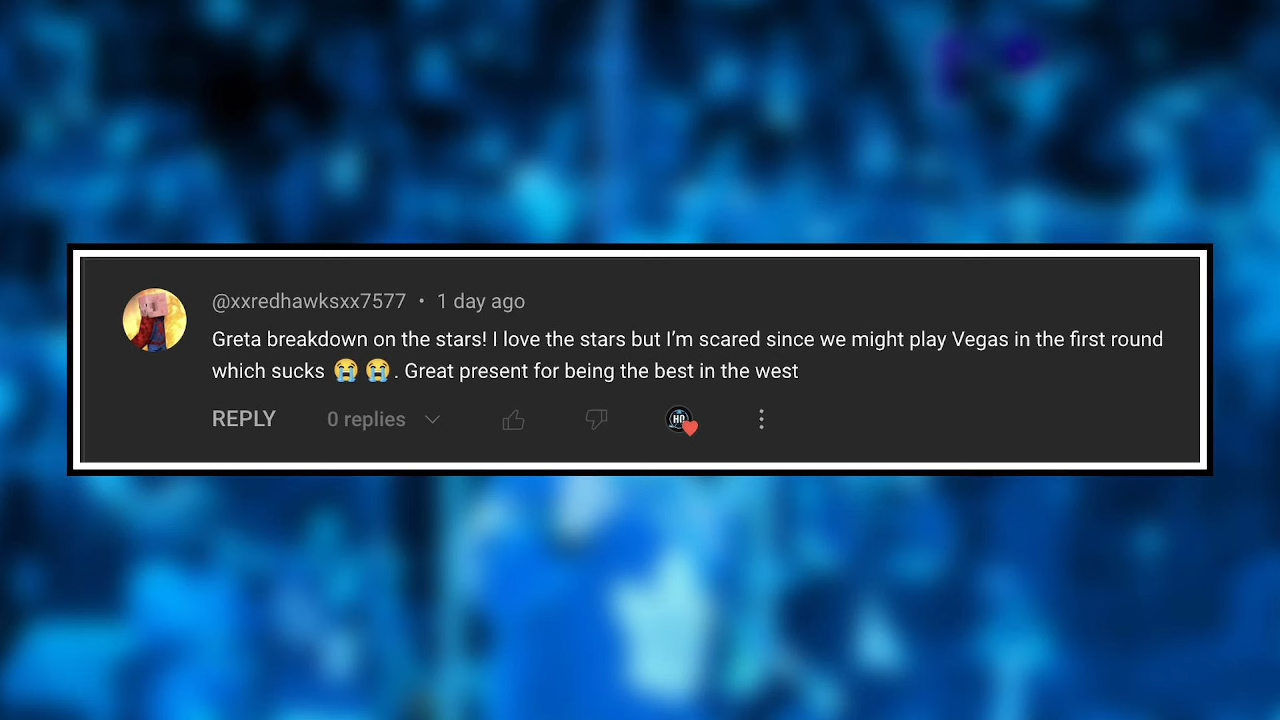 @xxredhawksxx7577 • 1 day ago
Greta breakdown on the stars! I love the stars but I’m scared since we might play Vegas in the first round
which sucks 😭 😭. Great present for being the best in the west
REPLY 0 replies HQ